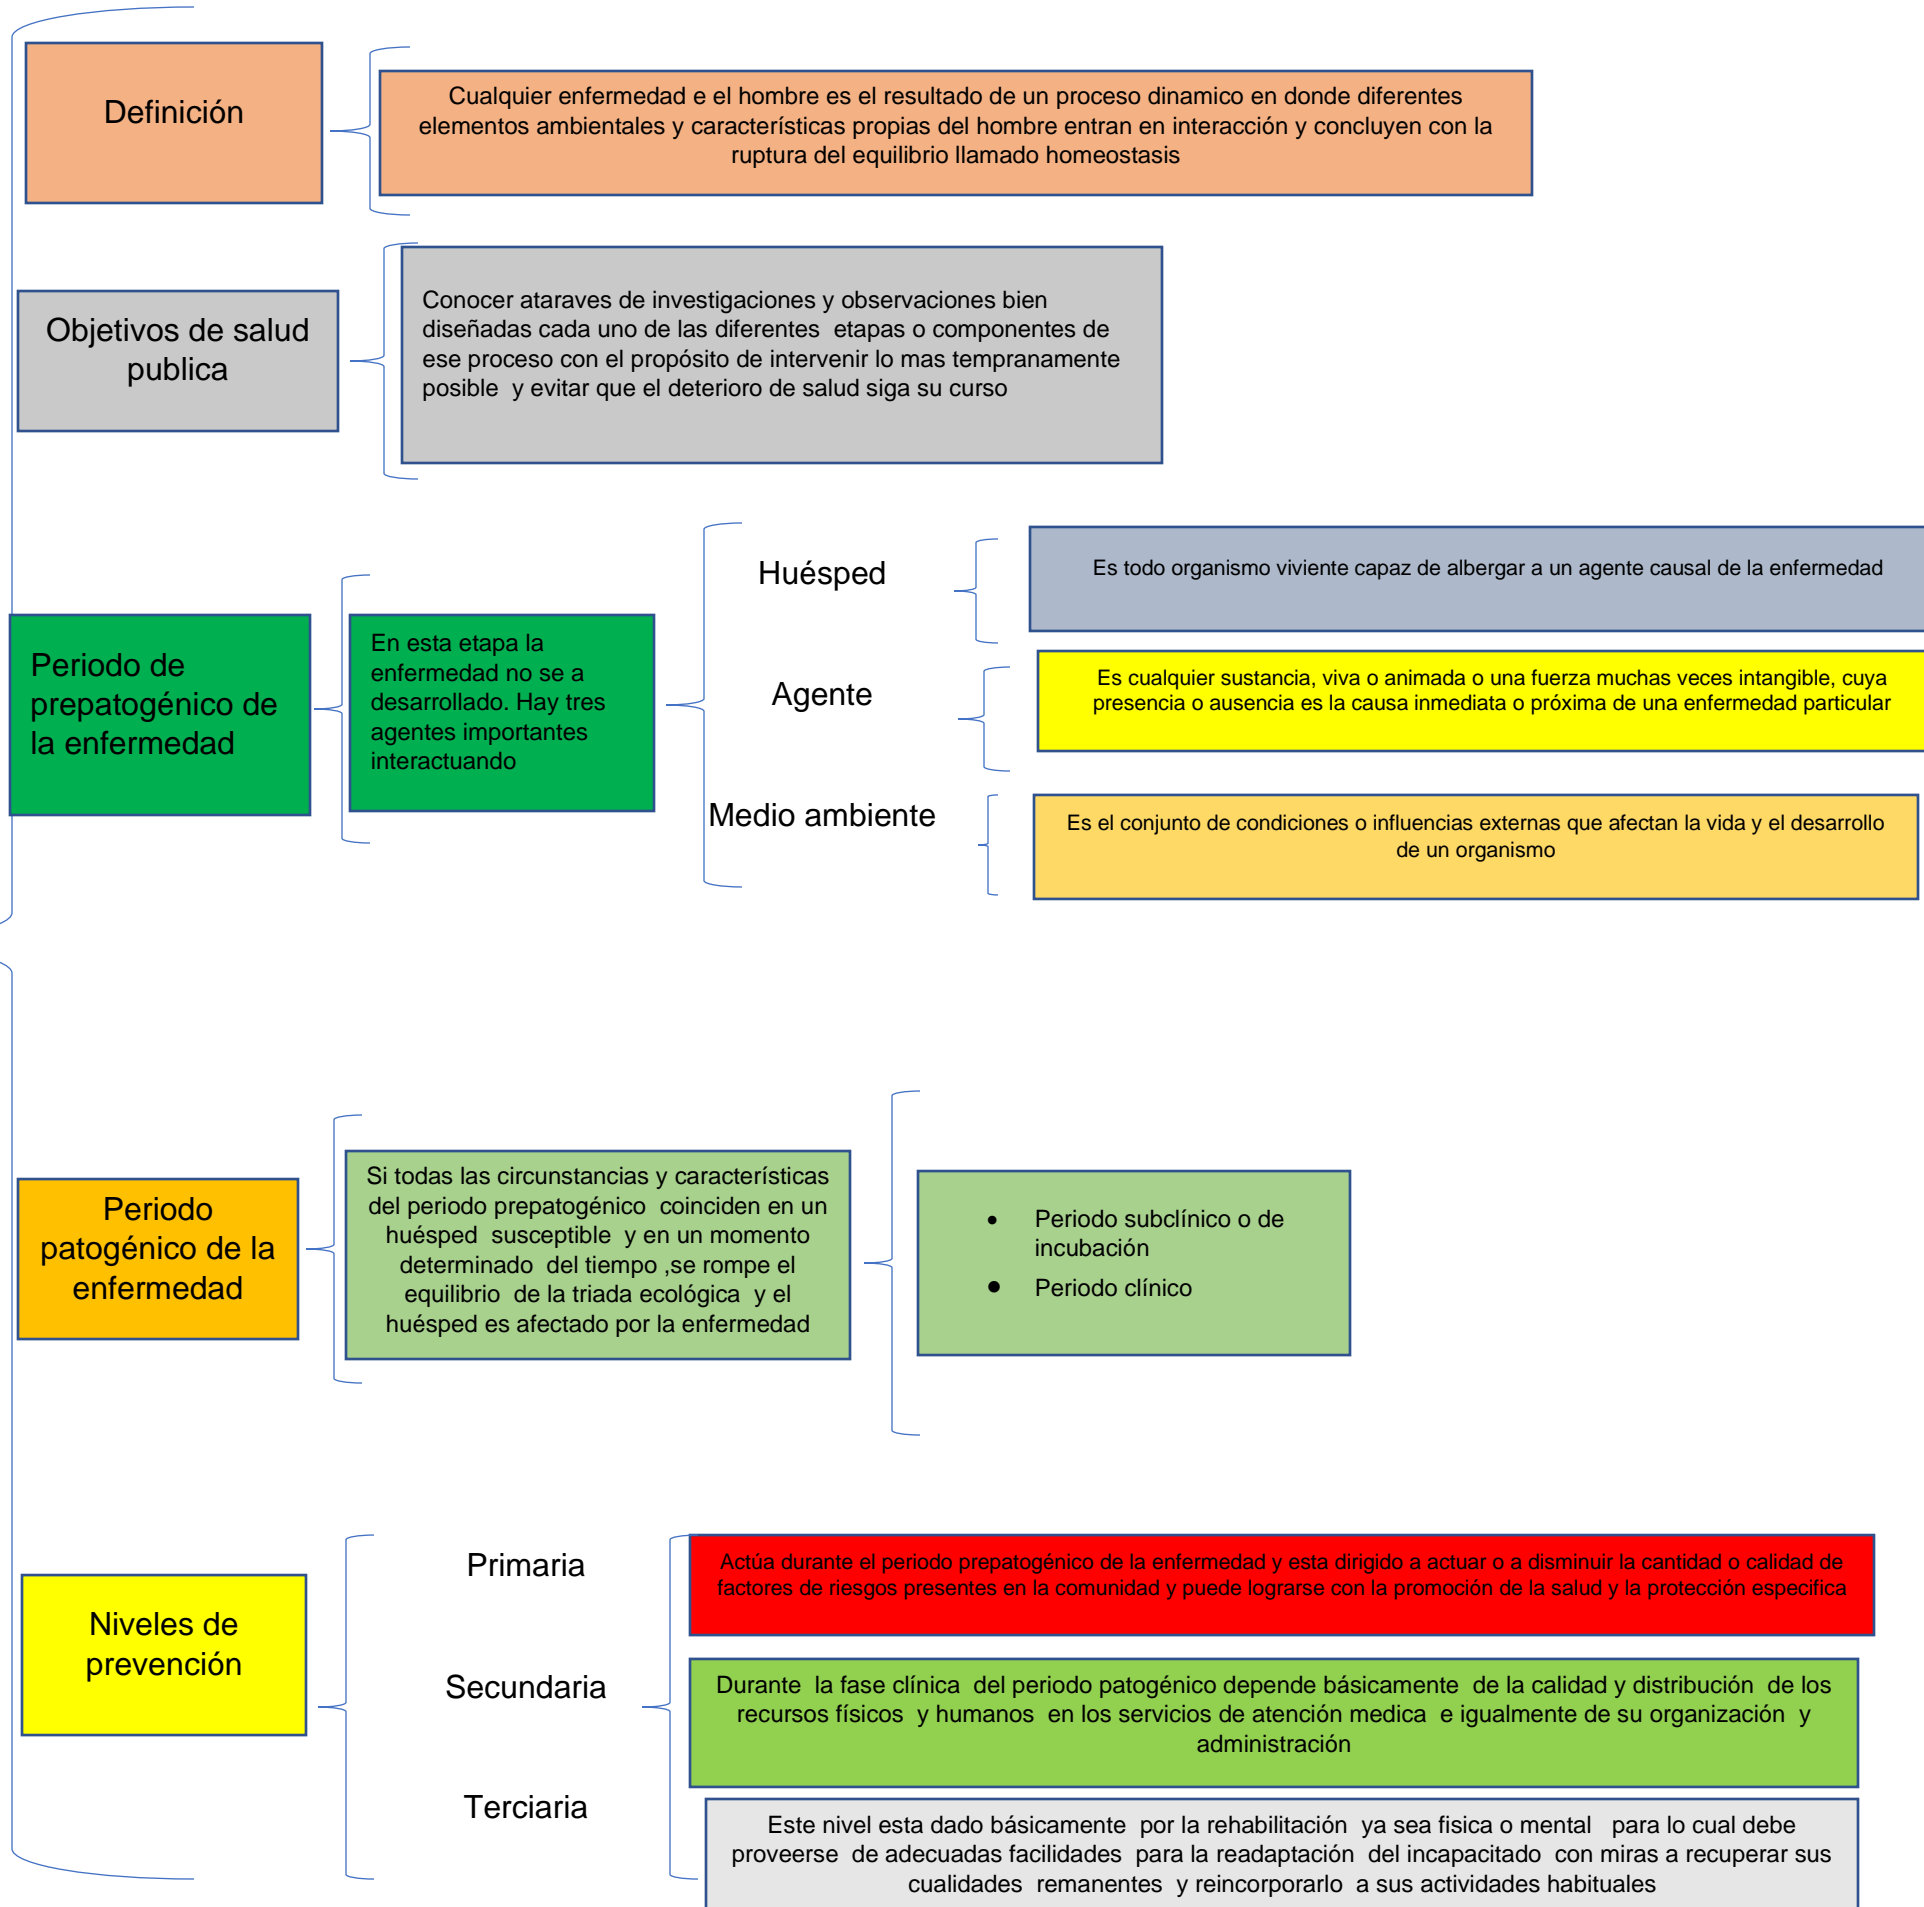 Definición
Cualquier enfermedad e el hombre es el resultado de un proceso dinamico en donde diferentes
elementos ambientales y características propias del hombre entran en interacción y concluyen con la
ruptura del equilibrio llamado homeostasis
Objetivos de salud
publica
Conocer ataraves de investigaciones y observaciones bien
diseñadas cada uno de las diferentes etapas o componentes de
ese proceso con el propósito de intervenir lo mas tempranamente
posible y evitar que el deterioro de salud siga su curso
Periodo de
prepatogénico de
la enfermedad
En esta etapa la
enfermedad no se a
desarrollado. Hay tres
agentes importantes
interactuando
Huésped
Es todo organismo viviente capaz de albergar a un agente causal de la enfermedad
Agente
Es cualquier sustancia, viva o animada o una fuerza muchas veces intangible, cuya
presencia o ausencia es la causa inmediata o próxima de una enfermedad particular
Medio ambiente
Es el conjunto de condiciones o influencias externas que afectan la vida y el desarrollo
de un organismo
Periodo
patogénico de la
enfermedad
Si todas las circunstancias y características
del periodo prepatogénico coinciden en un
huésped susceptible y en un momento
determinado del tiempo ,se rompe el
equilibrio de la triada ecológica y el
huésped es afectado por la enfermedad
• Periodo subclínico o de
incubación
• Periodo clínico
Niveles de
prevención
Primaria
Actúa durante el periodo prepatogénico de la enfermedad y esta dirigido a actuar o a disminuir la cantidad o calidad de
factores de riesgos presentes en la comunidad y puede lograrse con la promoción de la salud y la protección especifica
Secundaria
Durante la fase clínica del periodo patogénico depende básicamente de la calidad y distribución de los
recursos físicos y humanos en los servicios de atención medica e igualmente de su organización y
administración
Terciaria
Este nivel esta dado básicamente por la rehabilitación ya sea fisica o mental para lo cual debe
proveerse de adecuadas facilidades para la readaptación del incapacitado con miras a recuperar sus
cualidades remanentes y reincorporarlo a sus actividades habituales